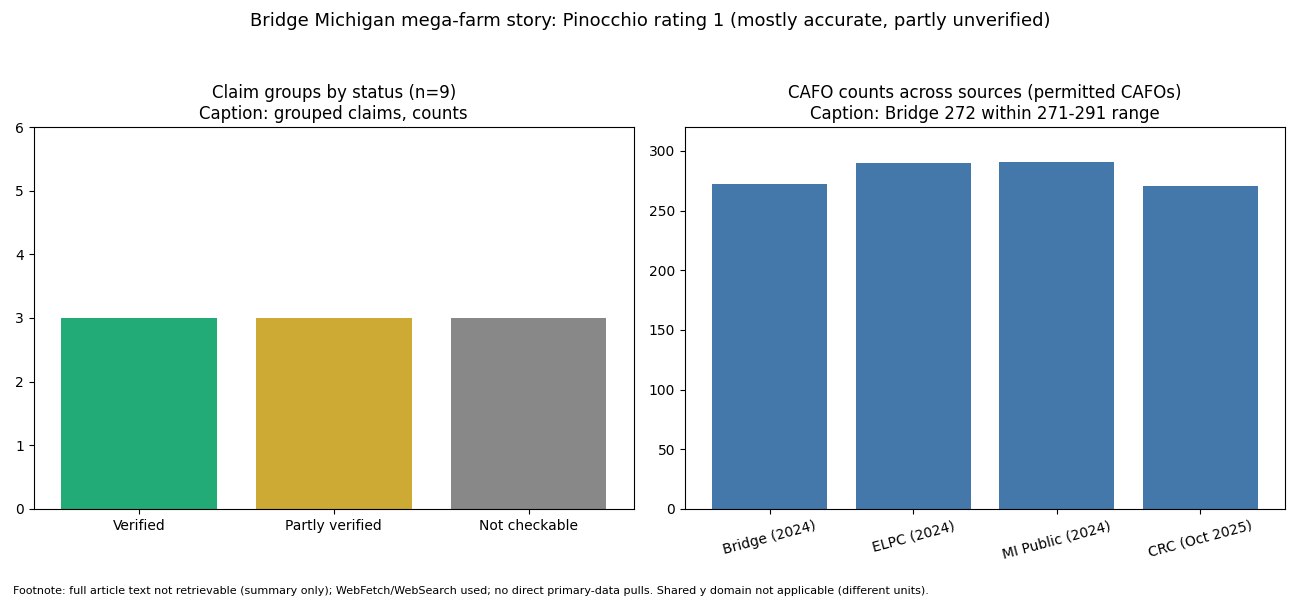 Bridge Michigan mega-farm story: Pinocchio rating 1 (mostly accurate, partly unverified)
Claim groups by status (n=9)
Caption: grouped claims, counts
6
5
4
3
2
1
0
Verified
Partly verified
Not checkable
CAFO counts across sources (permitted CAFOs)
Caption: Bridge 272 within 271-291 range
300
250
200
150
100
50
0
Bridge (2024)
ELPC (2024)
MI Public (2024)
CRC (Oct 2025)
Footnote: full article text not retrievable (summary only); WebFetch/WebSearch used; no direct primary-data pulls. Shared y domain not applicable (different units).